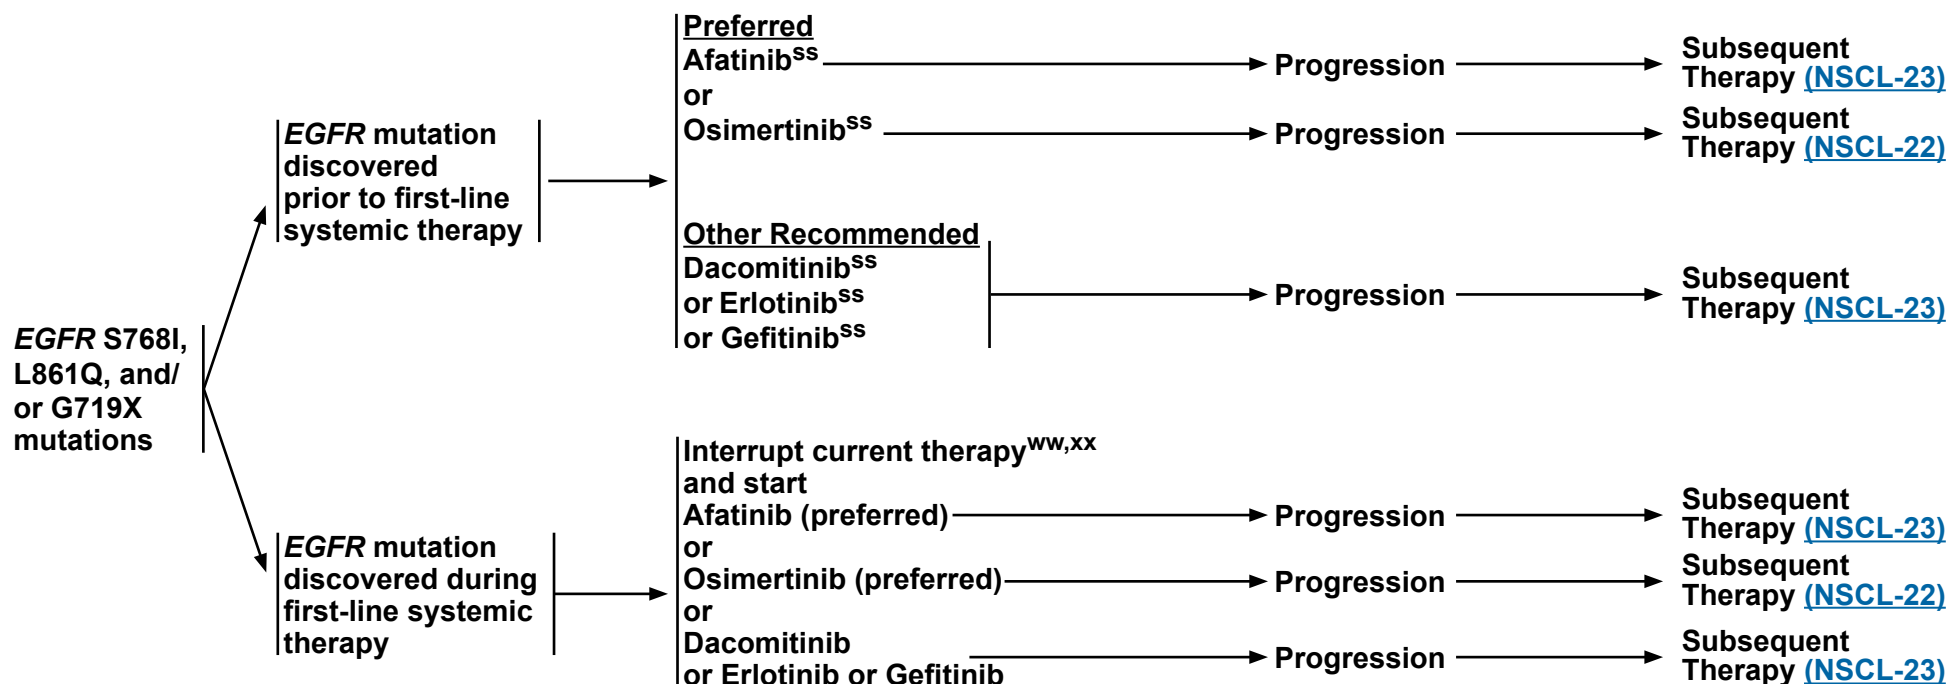 EGFR S768I,
L861Q, and/
or G719X
mutations
EGFR mutation
discovered
prior to first-line
systemic therapy
Preferred
Afatinibss
or
Osimertinibss
Progression
Subsequent
Therapy (NSCL-23)
Progression
Subsequent
Therapy (NSCL-22)
Other Recommended
Dacomitinibss
or Erlotinibss
or Gefitinibss
Progression
Subsequent
Therapy (NSCL-23)
EGFR mutation
discovered during
first-line systemic
therapy
Interrupt current therapyww,xx
and start
Afatinib (preferred)
or
Osimertinib (preferred)
or
Dacomitinib
or Erlotinib or Gefitinib
Progression
Subsequent
Therapy (NSCL-23)
Progression
Subsequent
Therapy (NSCL-22)
Progression
Subsequent
Therapy (NSCL-23)